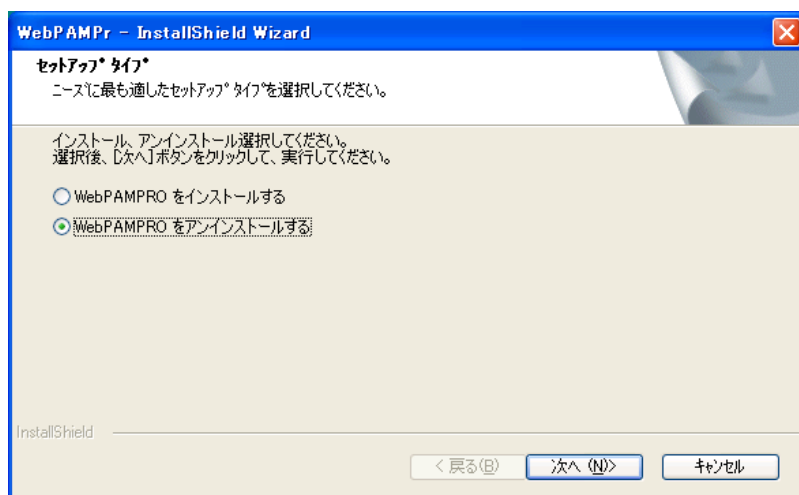 WebPAMPr - InstallShield Wizard
セットアップ タイプ
ニーズに最も適したセットアップ タイプを選択してください。
インストール、アンインストール選択してください。
選択後、[次へ]ボタンをクリックして、実行してください。
WebPAMPRO をインストールする
WebPAMPRO をアンインストールする
InstallShield
< 戻る(B) 次へ (N)> キャンセル